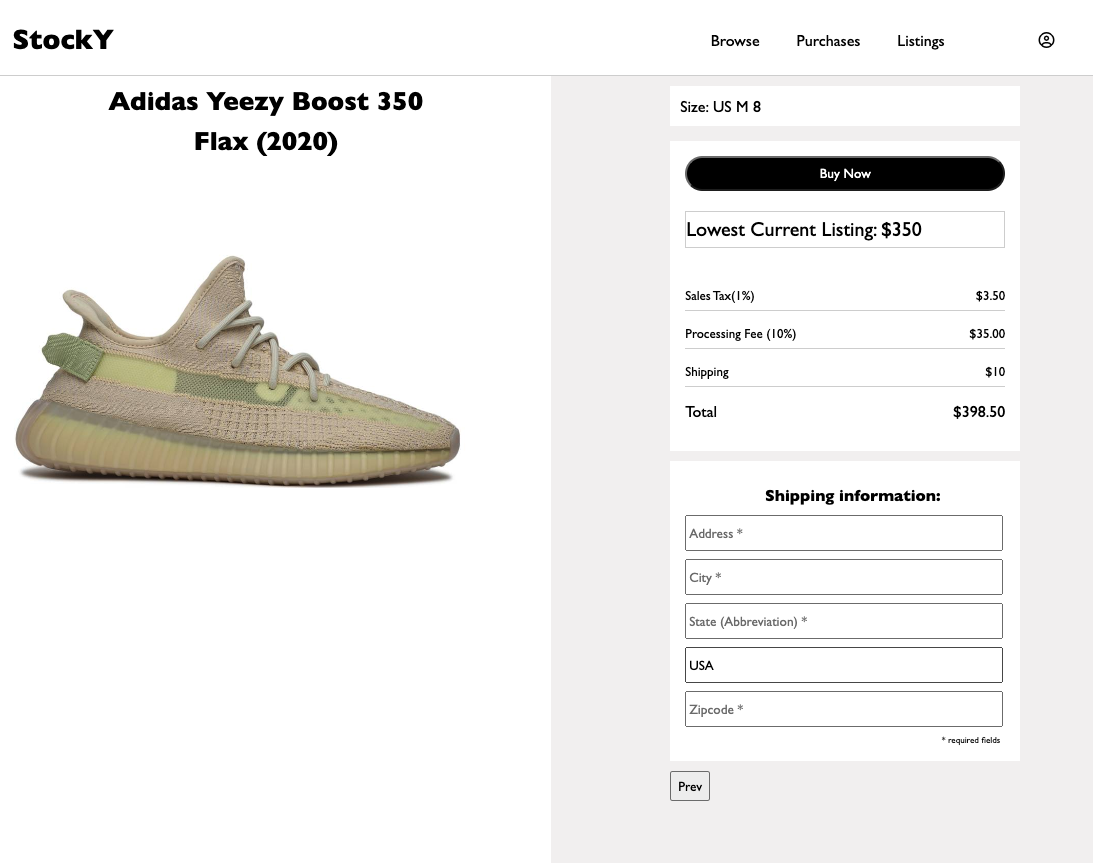 StockY
Browse
Purchases
Listings
Adidas Yeezy Boost 350
Flax (2020)
Size: US M 8
Buy Now
Lowest Current Listing: $350
Sales Tax(1%) $3.50
Processing Fee (10%) $35.00
Shipping $10
Total $398.50
Shipping information:
Address *
City *
State (Abbreviation) *
USA
Zipcode *
* required fields
Prev